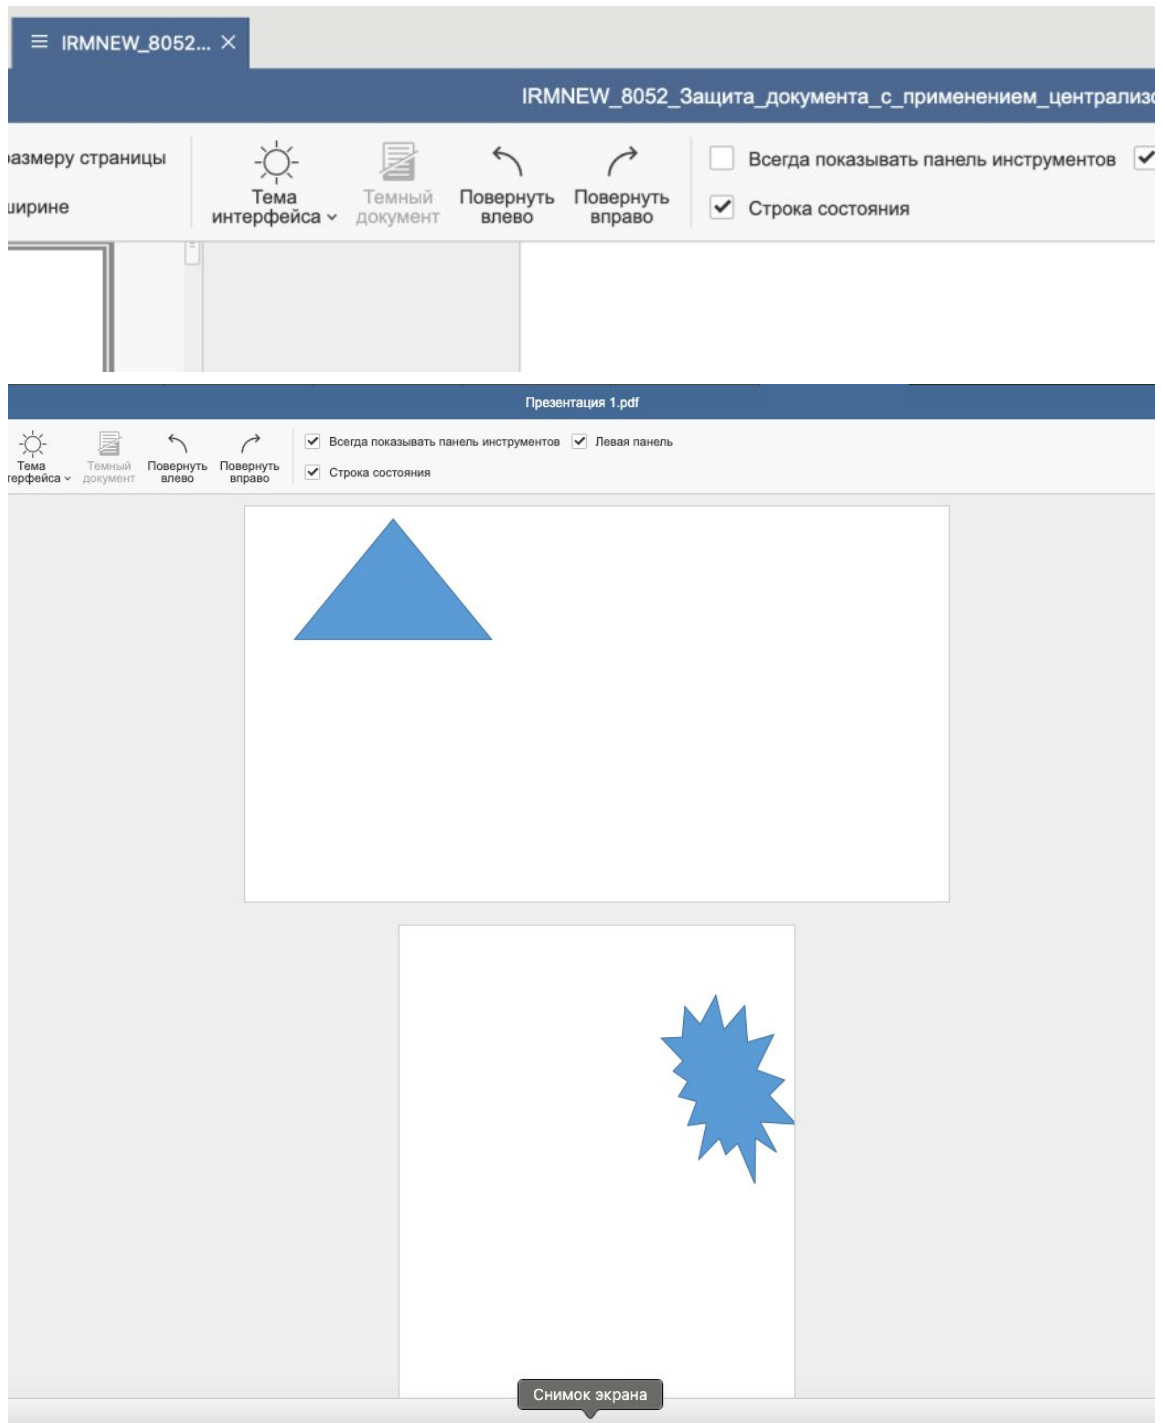 IRMNEW_8052...
IRMNEW_8052_Защита_документа_с_применением_централизо
размеру страницы
Тема интерфейса
Темный документ
Повернуть влево
Повернуть вправо
Всегда показывать панель инструментов
ширине
Строка состояния
Презентация 1.pdf
Тема
терфейса
Темный документ
Повернуть влево
Повернуть вправо
Всегда показывать панель инструментов
Левая панель
Строка состояния
Снимок экрана